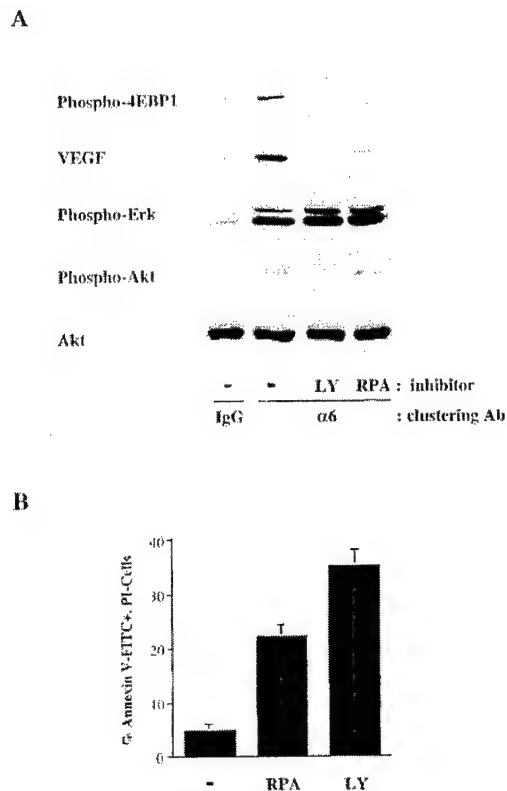 A
Phospho-4EBP1
VEGF
Phospho-Erk
Phospho-Akt
Akt
- - LY RPA : inhibitor
IgG α6 : clustering Ab
B
% Annexin V-FITC+, PI-Cells
40
30
20
10
0
- RPA LY